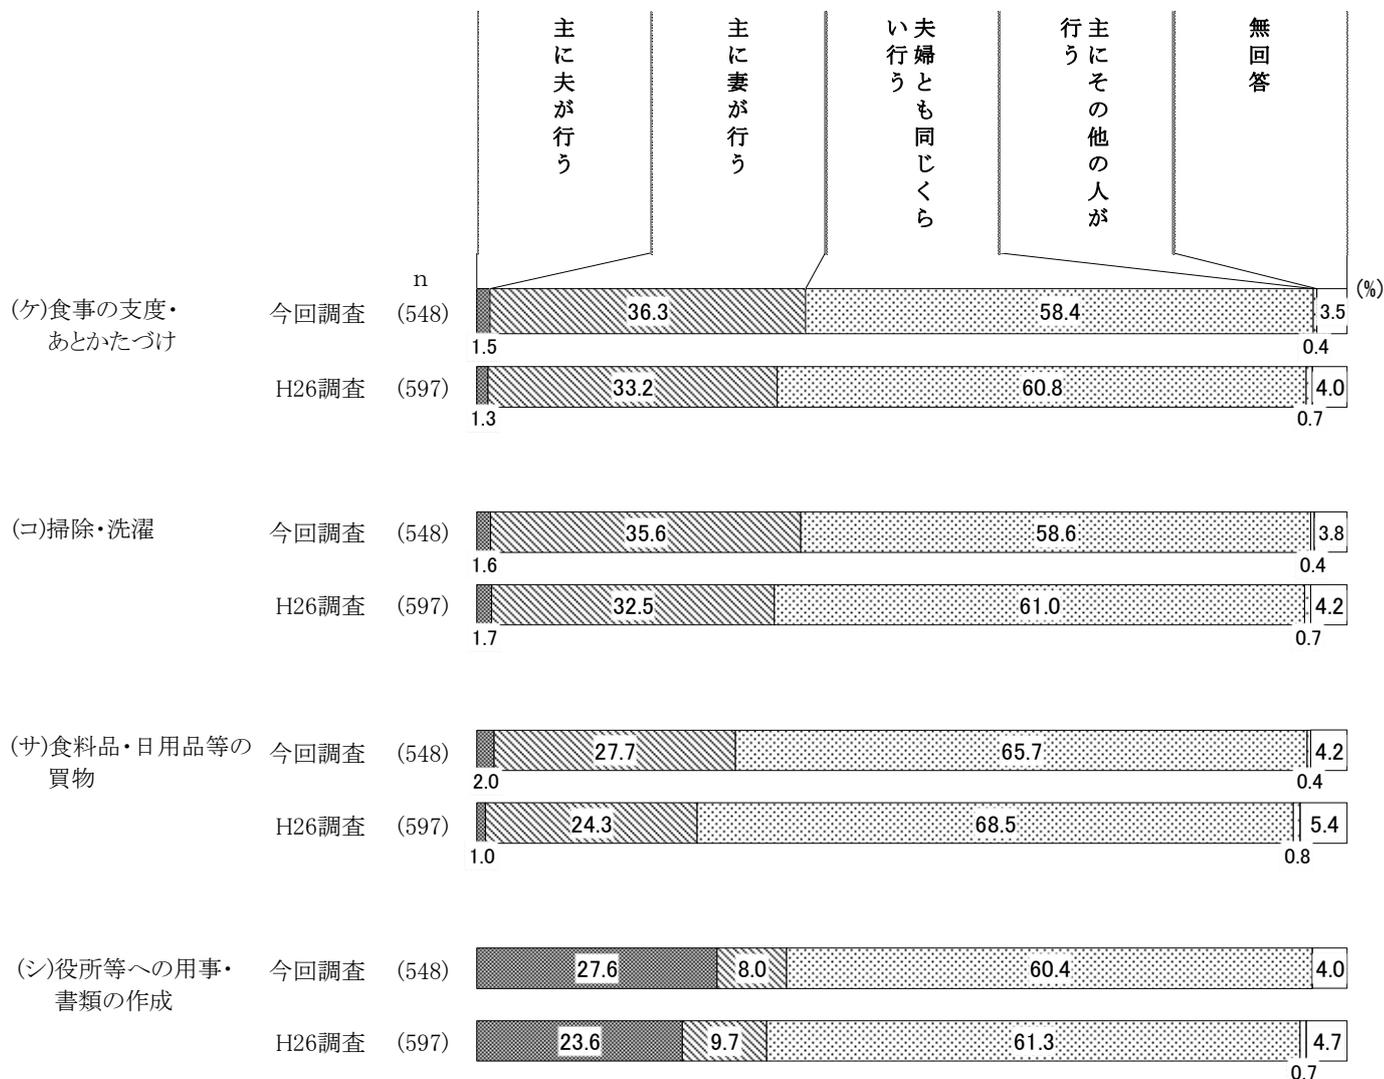 主に夫が行う
主に妻が行う
夫婦とも同じくら
い行う
主にその他の人が
行う
無回答
n
(%)
(ケ)食事の支度・
あとかたづけ
今回調査 (548) 36.3 58.4 3.5
1.5 0.4
H26調査 (597) 33.2 60.8 4.0
1.3 0.7
(コ)掃除・洗濯 今回調査 (548) 35.6 58.6 3.8
1.6 0.4
H26調査 (597) 32.5 61.0 4.2
1.7 0.7
(サ)食料品・日用品等の
買物
今回調査 (548) 27.7 65.7 4.2
2.0 0.4
H26調査 (597) 24.3 68.5 5.4
1.0 0.8
(シ)役所等への用事・
書類の作成
今回調査 (548) 27.6 8.0 60.4 4.0
H26調査 (597) 23.6 9.7 61.3 4.7
0.7